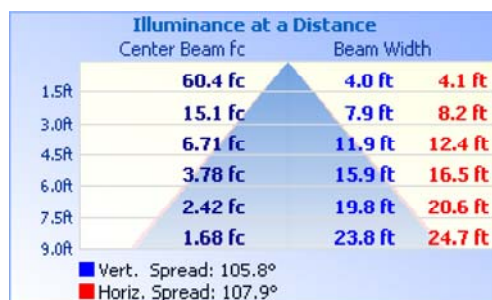 Illuminance at a Distance
Center Beam fc Beam Width
60.4 fc 4.0 ft 4.1 ft
1.5ft
15.1 fc 7.9 ft 8.2 ft
3.0ft
6.71 fc 11.9 ft 12.4 ft
4.5ft
3.78 fc 15.9 ft 16.5 ft
6.0ft
2.42 fc 19.8 ft 20.6 ft
7.5ft
1.68 fc 23.8 ft 24.7 ft
9.0ft
Vert. Spread: 105.8°
Horiz. Spread: 107.9°